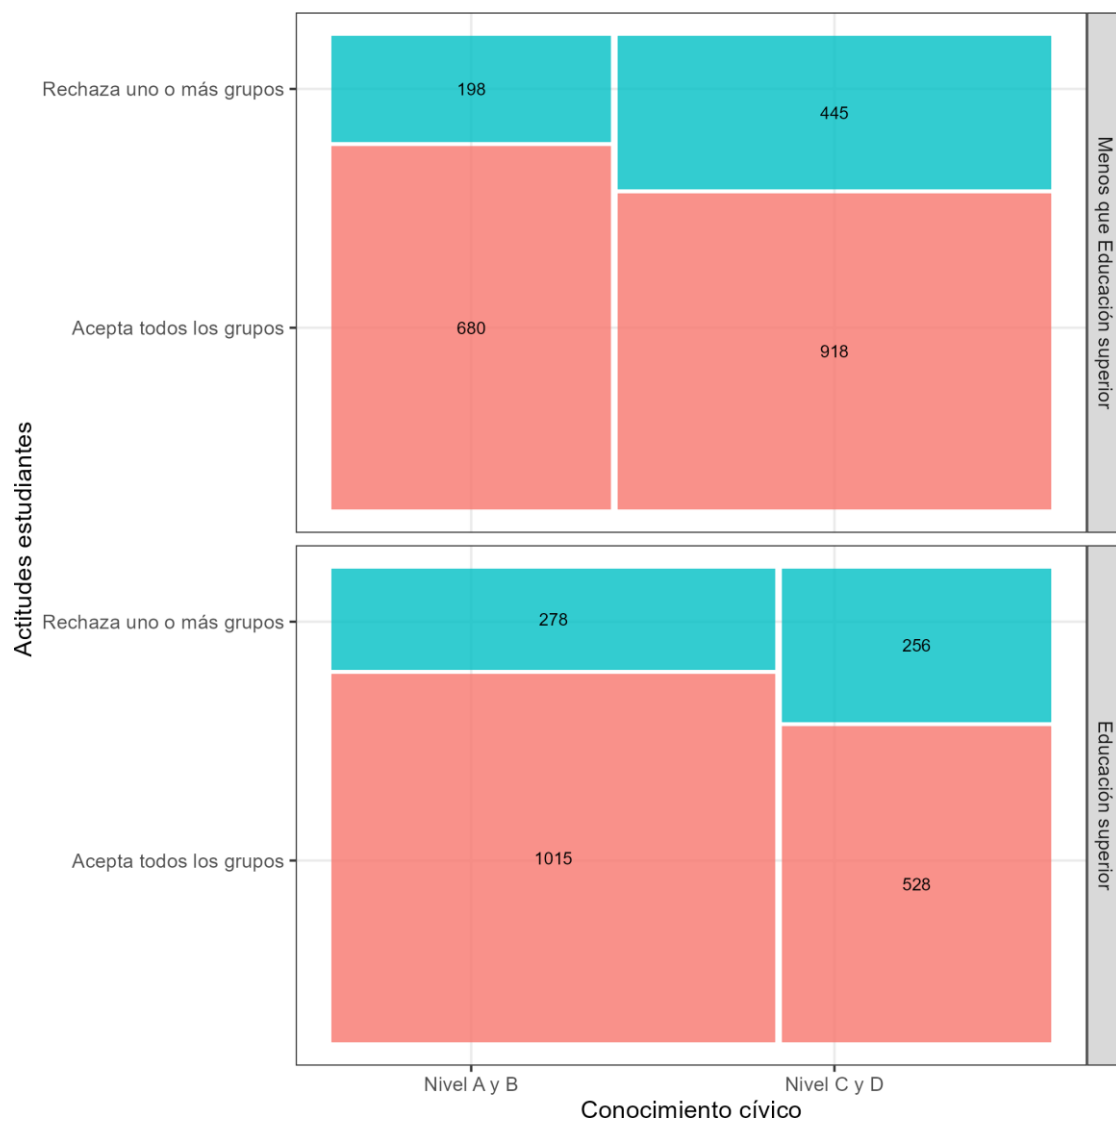 Rechaza uno o más grupos
198
445
Acepta todos los grupos
680
918
Menos que Educación superior
Actitudes estudiantes
Rechaza uno o más grupos
278
256
Acepta todos los grupos
1015
528
Educación superior
Nivel A y B
Nivel C y D
Conocimiento cívico